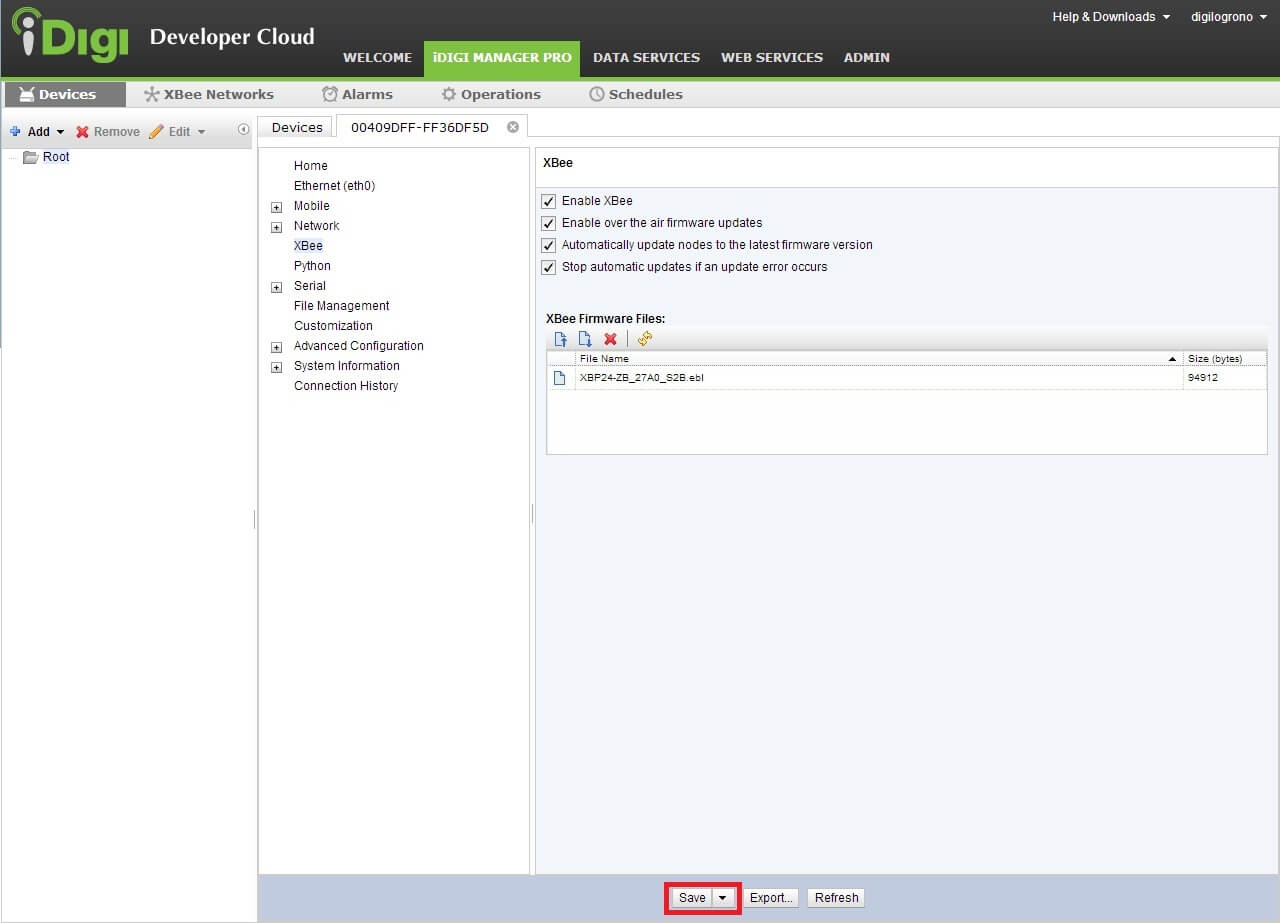 iDigi Developer Cloud
Help & Downloads digilogrono
WELCOME iDIGI MANAGER PRO DATA SERVICES WEB SERVICES ADMIN
Devices XBee Networks Alarms Operations Schedules
Add Remove Edit
Root
Devices 00409DFF-FF36DF5D
Home
Ethernet (eth0)
Mobile
Network
XBee
Python
Serial
File Management
Customization
Advanced Configuration
System Information
Connection History
XBee
Enable XBee
Enable over the air firmware updates
Automatically update nodes to the latest firmware version
Stop automatic updates if an update error occurs
XBee Firmware Files:
File Name Size (bytes)
XBP24-ZB_27A0_S2B.ebl 94912
Save Export... Refresh